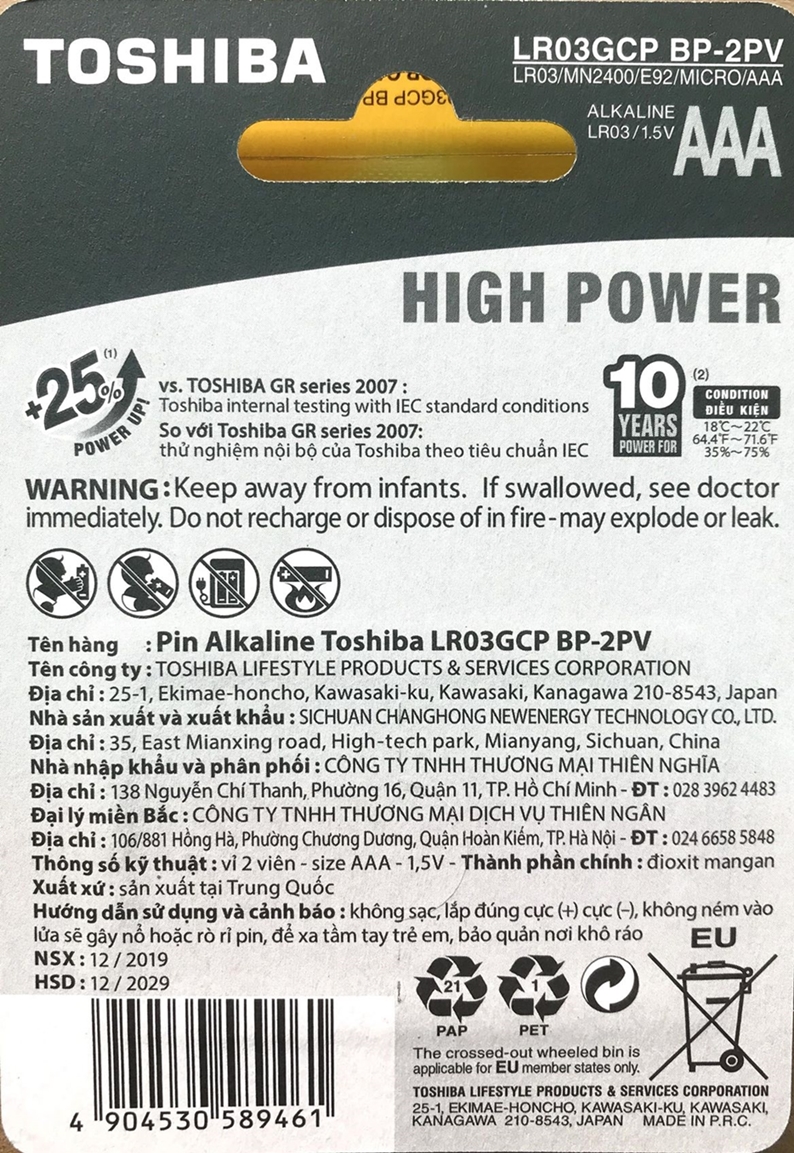 TOSHIBA
LR03GCP BP-2PV
LR03/MN2400/E92/MICRO/AAA
3GCP BP
ALKALINE
LR03/1.5V
AAA
HIGH POWER
+25% (1)
POWER UP!
vs. TOSHIBA GR series 2007 :
Toshiba internal testing with IEC standard conditions
So với Toshiba GR series 2007:
thử nghiệm nội bộ của Toshiba theo tiêu chuẩn IEC
10 (2)
YEARS
POWER FOR
CONDITION
ĐIỀU KIỆN
18℃~22℃
64.4°F~71.6°F
35%~75%
WARNING: Keep away from infants. If swallowed, see doctor
immediately. Do not recharge or dispose of in fire-may explode or leak.
Tên hàng : Pin Alkaline Toshiba LR03GCP BP-2PV
Tên công ty : TOSHIBA LIFESTYLE PRODUCTS & SERVICES CORPORATION
Địa chỉ : 25-1, Ekimae-honcho, Kawasaki-ku, Kawasaki, Kanagawa 210-8543, Japan
Nhà sản xuất và xuất khẩu : SICHUAN CHANGHONG NEWENERGY TECHNOLOGY CO., LTD.
Địa chỉ : 35, East Mianxing road, High-tech park, Mianyang, Sichuan, China
Nhà nhập khẩu và phân phối : CÔNG TY TNHH THƯƠNG MẠI THIÊN NGHĨA
Địa chỉ : 138 Nguyễn Chí Thanh, Phường 16, Quận 11, TP. Hồ Chí Minh - ĐT : 028 3962 4483
Đại lý miền Bắc : CÔNG TY TNHH THƯƠNG MẠI DỊCH VỤ THIÊN NGÂN
Địa chỉ : 106/881 Hồng Hà, Phường Chương Dương, Quận Hoàn Kiếm, TP. Hà Nội - ĐT : 024 6658 5848
Thông số kỹ thuật : vỉ 2 viên - size AAA - 1,5V - Thành phần chính : đioxit mangan
Xuất xứ : sản xuất tại Trung Quốc
Hướng dẫn sử dụng và cảnh báo : không sạc, lắp đúng cực (+) cực (–), không ném vào
lửa sẽ gây nổ hoặc rò rỉ pin, để xa tầm tay trẻ em, bảo quản nơi khô ráo
EU
NSX : 12 / 2019
HSD : 12 / 2029
21
PAP
1
PET
The crossed-out wheeled bin is
applicable for EU member states only.
TOSHIBA LIFESTYLE PRODUCTS & SERVICES CORPORATION
25-1, EKIMAE-HONCHO, KAWASAKI-KU, KAWASAKI,
KANAGAWA 210-8543, JAPAN MADE IN P.R.C.
4 904530 589461